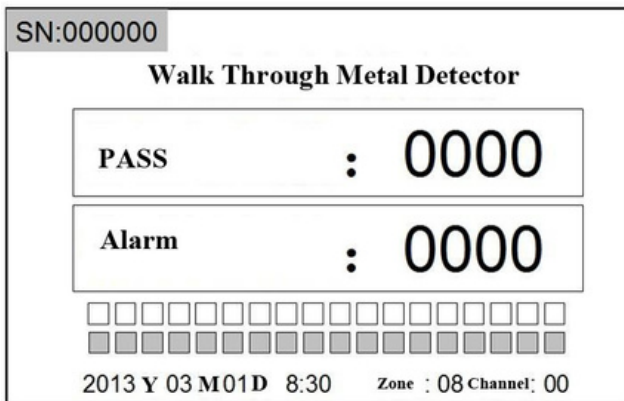 SN:000000
Walk Through Metal Detector
PASS : 0000
Alarm : 0000
2013 Y 03 M 01 D 8:30 Zone : 08 Channel: 00